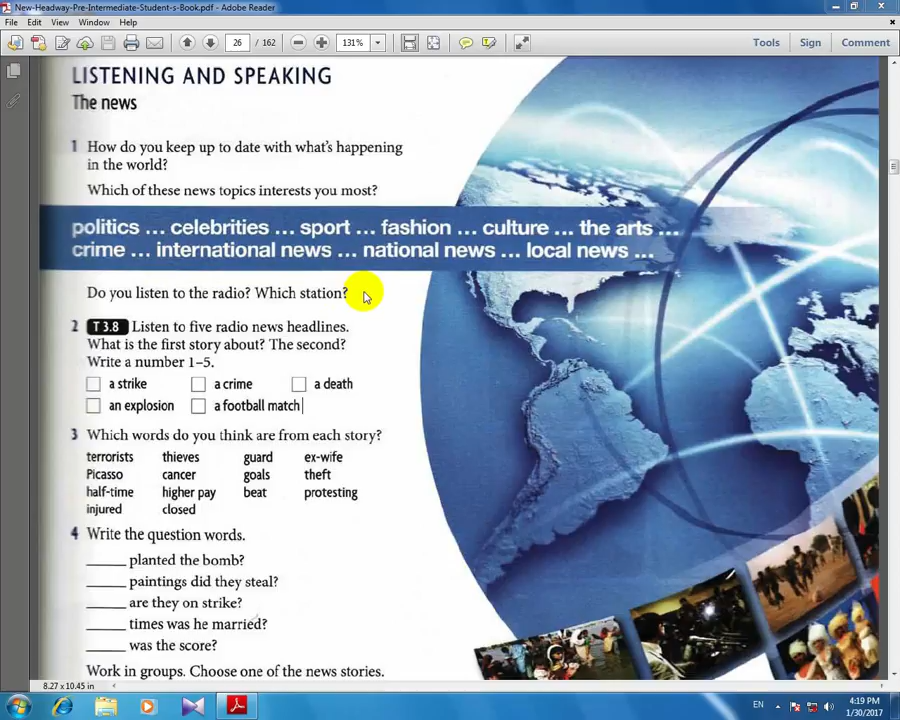 New-Headway-Pre-Intermediate-Student-s-Book.pdf - Adobe Reader
File Edit View Window Help
26 / 162 131% Tools Sign Comment
LISTENING AND SPEAKING
The news
1 How do you keep up to date with what's happening
in the world?
Which of these news topics interests you most?
politics ... celebrities ... sport ... fashion ... culture ... the arts ...
crime ... international news ... national news ... local news ...
Do you listen to the radio? Which station?
2 T 3.8 Listen to five radio news headlines.
What is the first story about? The second?
Write a number 1–5.
a strike a crime a death
an explosion a football match
3 Which words do you think are from each story?
terrorists thieves guard ex-wife
Picasso cancer goals theft
half-time higher pay beat protesting
injured closed
4 Write the question words.
_____ planted the bomb?
_____ paintings did they steal?
_____ are they on strike?
_____ times was he married?
_____ was the score?
Work in groups. Choose one of the news stories.
8.27 x 10.45 in
EN 4:19 PM
1/30/2017